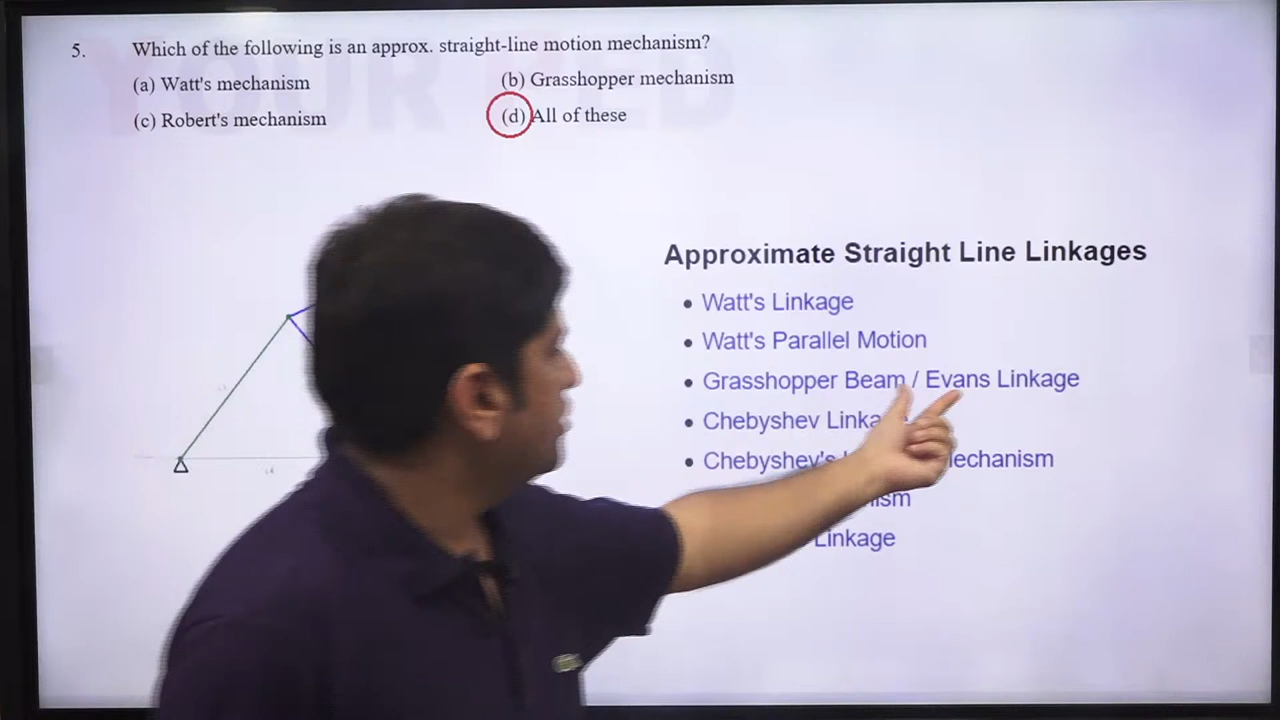 5. Which of the following is an approx. straight-line motion mechanism?
(a) Watt's mechanism (b) Grasshopper mechanism
(c) Robert's mechanism (d) All of these
Approximate Straight Line Linkages
• Watt's Linkage
• Watt's Parallel Motion
• Grasshopper Beam / Evans Linkage
• Chebyshev Linka
• Chebyshev's echanism
ism
Linkage